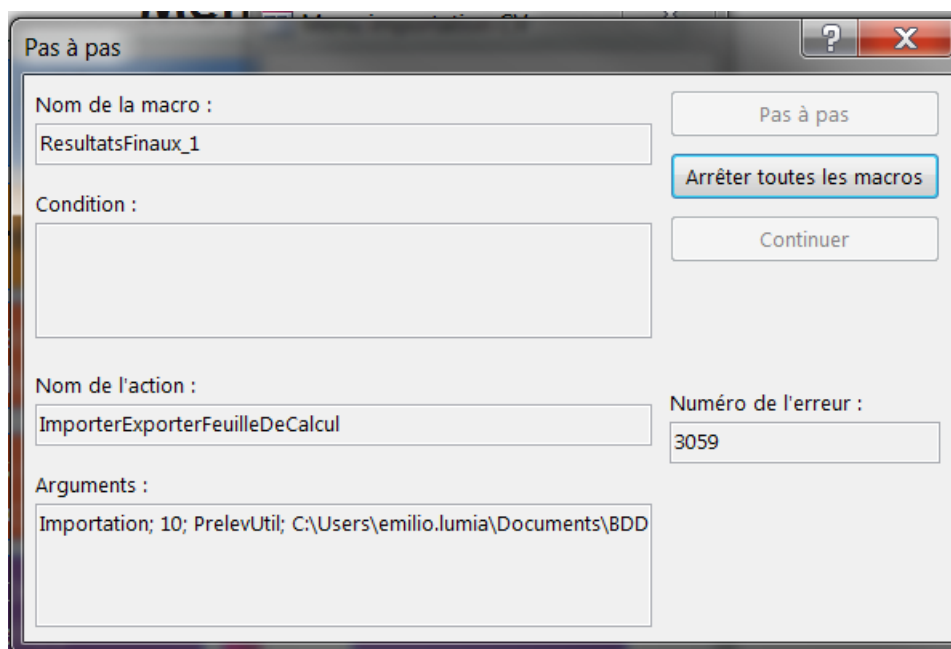 Pas à pas
Nom de la macro :
ResultatsFinaux_1
Condition :
Nom de l'action :
ImporterExporterFeuilleDeCalcul
Arguments :
Importation; 10; PrelevUtil; C:\Users\emilio.lumia\Documents\BDD
Pas à pas
Arrêter toutes les macros
Continuer
Numéro de l'erreur :
3059